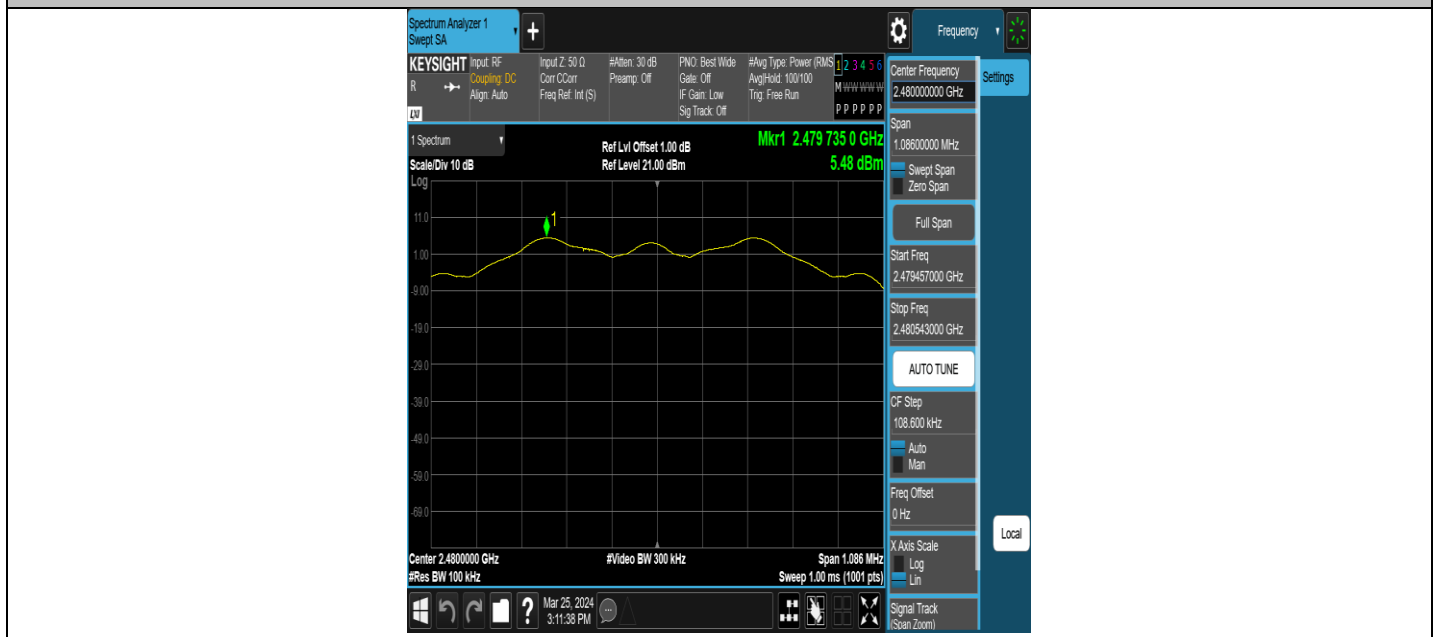 Spectrum Analyzer 1
Swept SA
+
Frequency
KEYSIGHT
R
LXI
Input: RF
Coupling: DC
Align: Auto
Input Z: 50 Ω
Corr CCorr
Freq Ref: Int (S)
#Atten: 30 dB
Preamp: Off
PNO: Best Wide
Gate: Off
IF Gain: Low
Sig Track: Off
#Avg Type: Power (RMS
Avg|Hold: 100/100
Trig: Free Run
1 2 3 4 5 6
M W W W W W
P P P P P P
1 Spectrum
Scale/Div 10 dB
Log
Ref Lvl Offset 1.00 dB
Ref Level 21.00 dBm
Mkr1 2.479 735 0 GHz
5.48 dBm
1
11.0
1.00
-9.00
-19.0
-29.0
-39.0
-49.0
-59.0
-69.0
Center 2.4800000 GHz
#Res BW 100 kHz
#Video BW 300 kHz
Span 1.086 MHz
Sweep 1.00 ms (1001 pts)
Center Frequency
2.480000000 GHz
Settings
Span
1.08600000 MHz
Swept Span
Zero Span
Full Span
Start Freq
2.479457000 GHz
Stop Freq
2.480543000 GHz
AUTO TUNE
CF Step
108.600 kHz
Auto
Man
Freq Offset
0 Hz
Local
X Axis Scale
Log
Lin
Signal Track
(Span Zoom)
?
Mar 25, 2024
3:11:38 PM